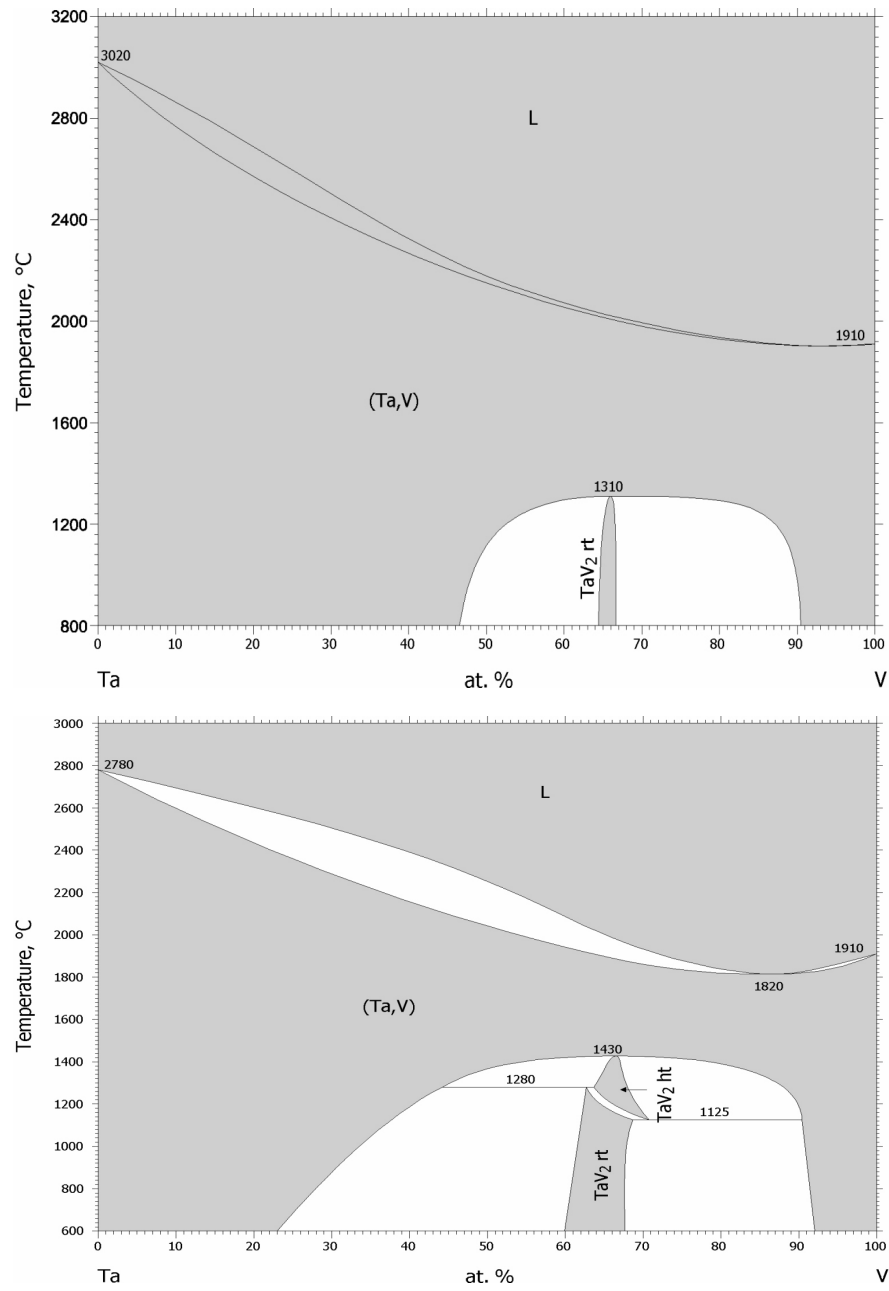 3200
3020
2800
L
2400
2000
1910
Temperature, °C
(Ta,V)
1600
1310
1200
TaV2 rt
800
0 10 20 30 40 50 60 70 80 90 100
Ta at. % V
3000
2800
2780
L
2600
2400
2200
2000
1910
1800
1820
Temperature, °C
(Ta,V)
1600
1430
1400
1280
TaV2 ht
1200
1125
1000
TaV2 rt
800
600
0 10 20 30 40 50 60 70 80 90 100
Ta at. % V